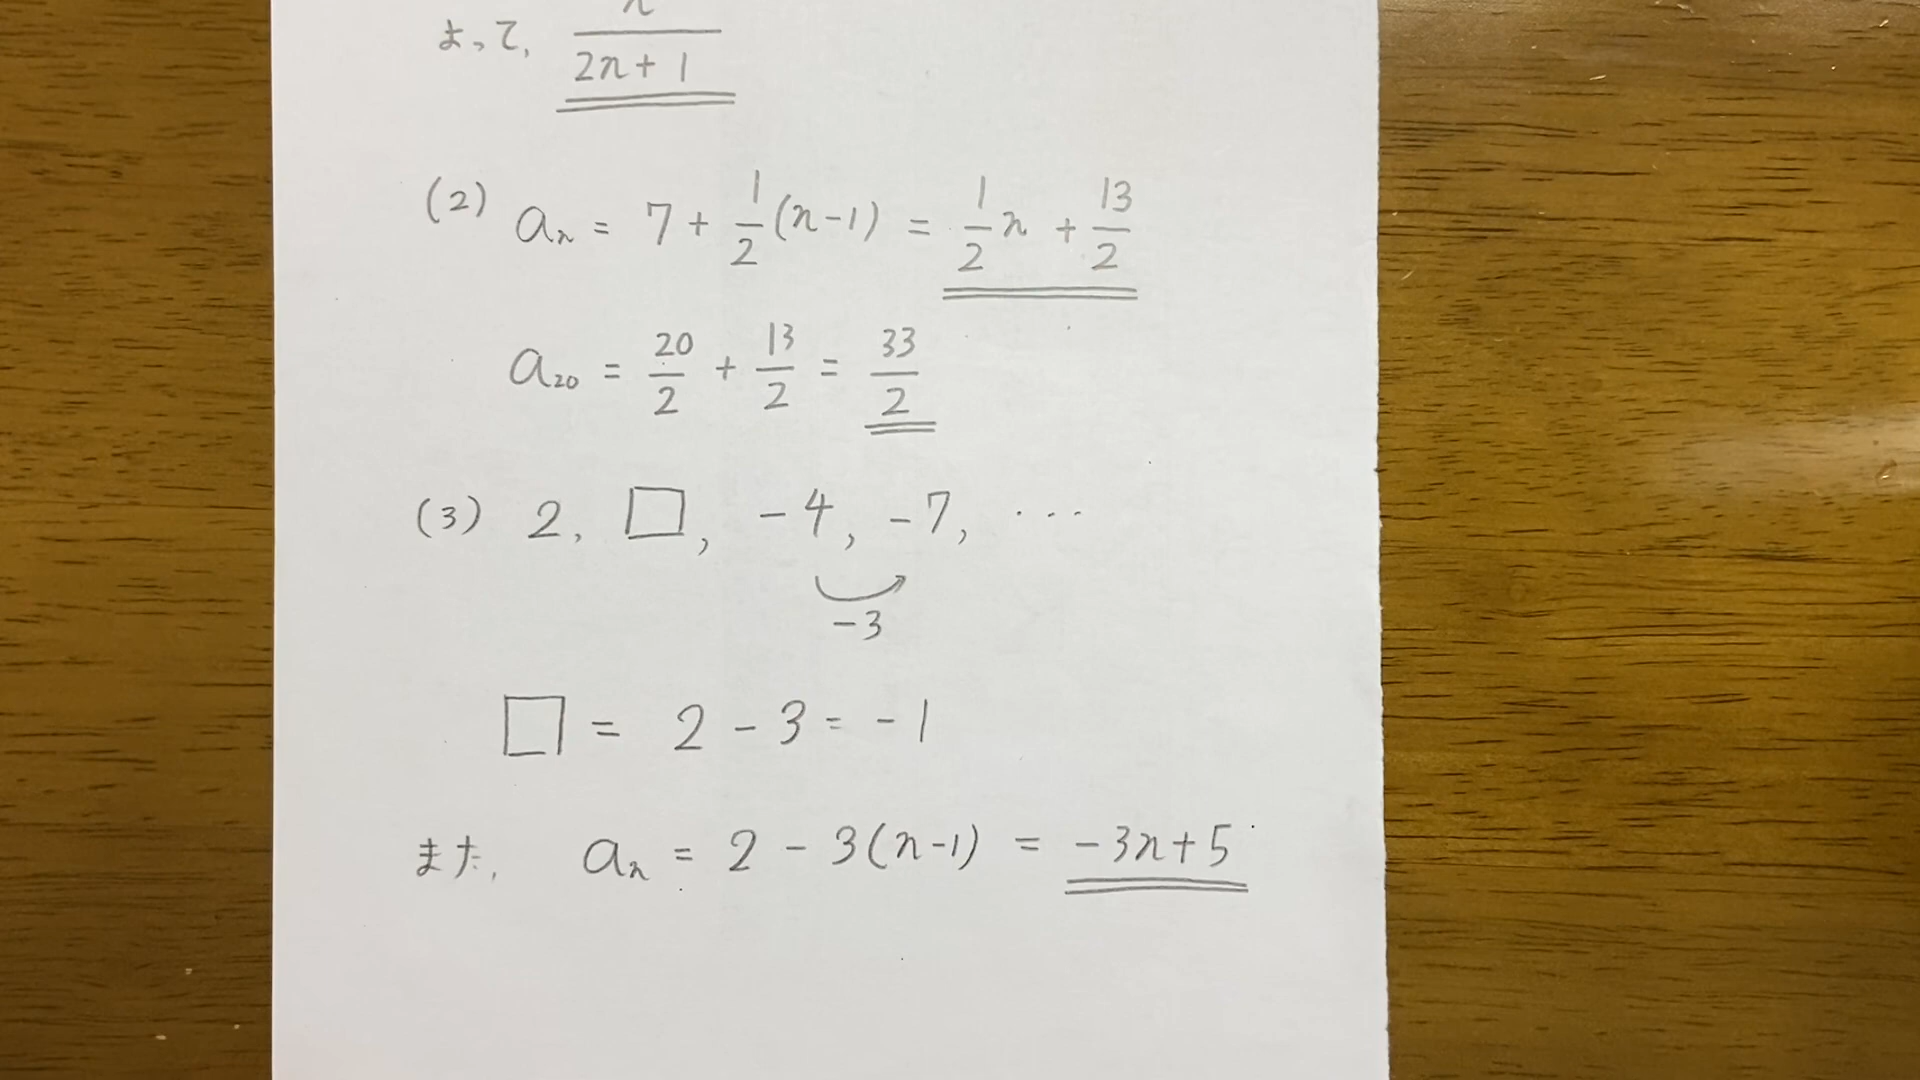 よって, n/(2n+1)
(2) aₙ = 7 + 1/2 (n-1) = 1/2 n + 13/2
a₂₀ = 20/2 + 13/2 = 33/2
(3) 2, □, -4, -7, ...
-3
□ = 2 - 3 = -1
また, aₙ = 2 - 3(n-1) = -3n+5